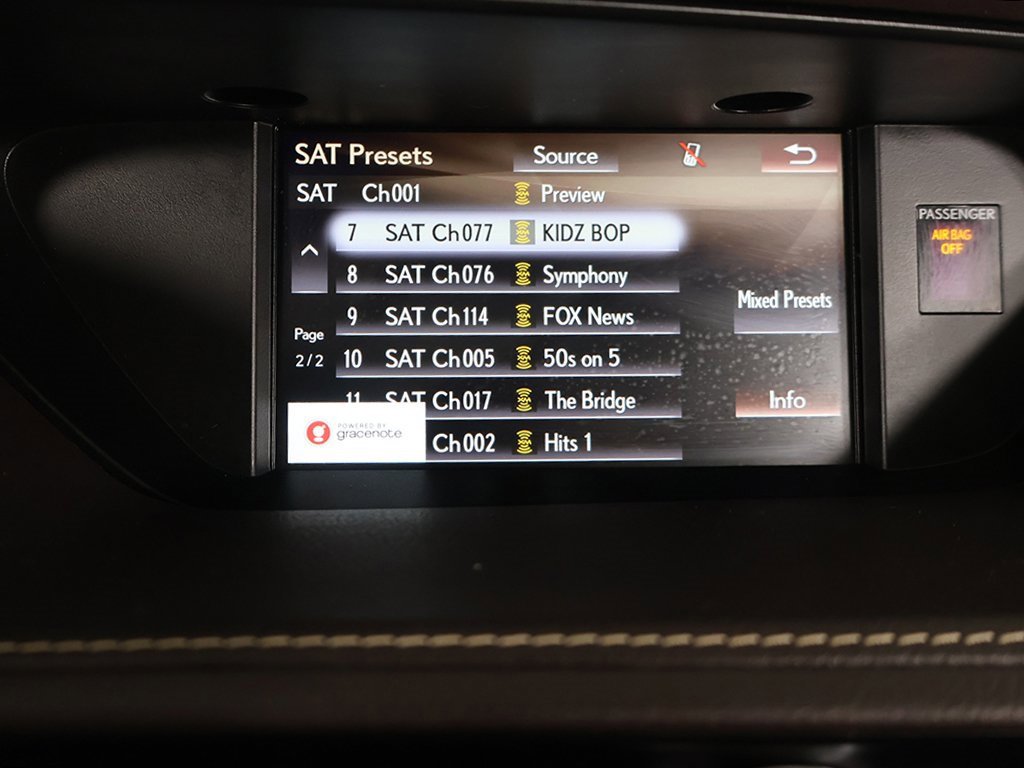 SAT Presets Source
SAT Ch001 Preview
7 SAT Ch077 KIDZ BOP
8 SAT Ch076 Symphony
9 SAT Ch114 FOX News
10 SAT Ch005 50s on 5
11 SAT Ch017 The Bridge
Ch002 Hits 1
Page
2/2
Mixed Presets
Info
POWERED BY
gracenote
PASSENGER
AIR BAG
OFF